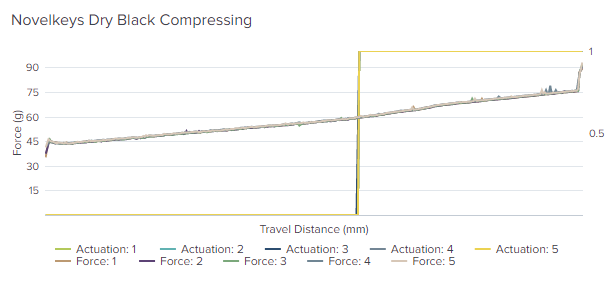 Novelkeys Dry Black Compressing
1
90
75
60
0.5
45
30
15
Force (g)
Travel Distance (mm)
Actuation: 1 Actuation: 2 Actuation: 3 Actuation: 4 Actuation: 5
Force: 1 Force: 2 Force: 3 Force: 4 Force: 5